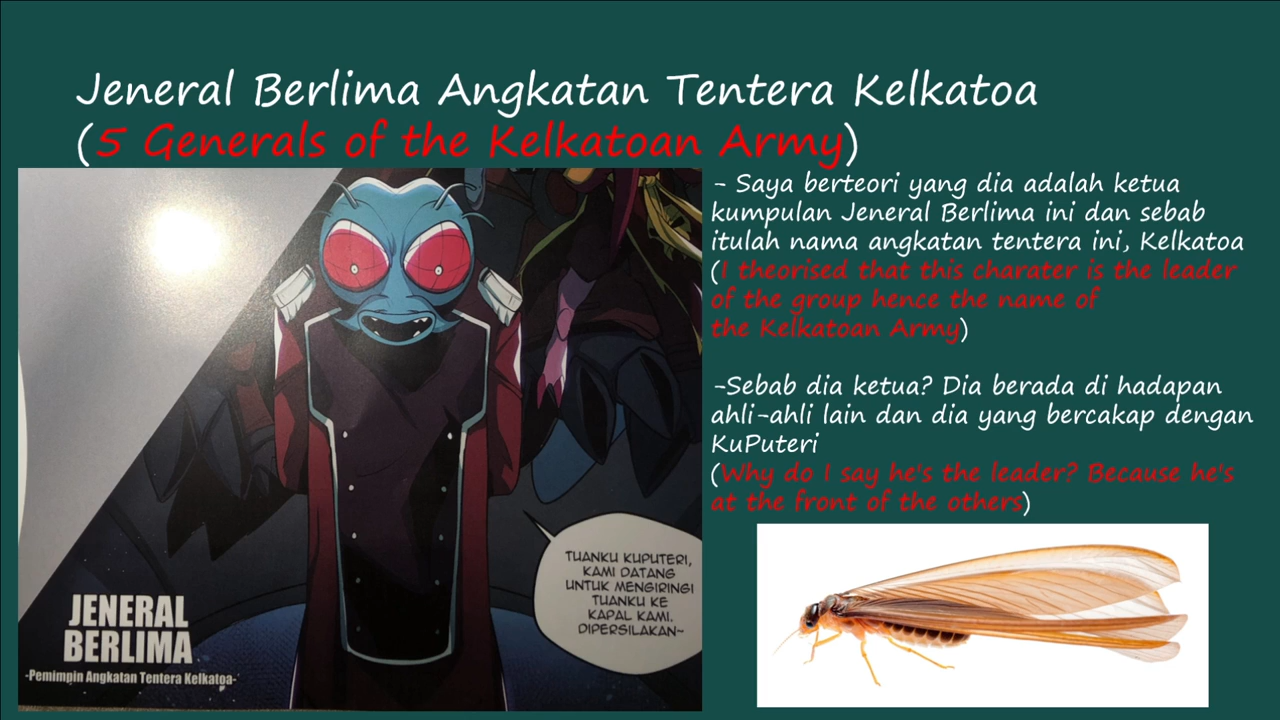 Jeneral Berlima Angkatan Tentera Kelkatoa
(5 Generals of the Kelkatoan Army)
- Saya berteori yang dia adalah ketua
kumpulan Jeneral Berlima ini dan sebab
itulah nama angkatan tentera ini, Kelkatoa
(I theorised that this charater is the leader
of the group hence the name of
the Kelkatoan Army)
-Sebab dia ketua? Dia berada di hadapan
ahli-ahli lain dan dia yang bercakap dengan
KuPuteri
(Why do I say he's the leader? Because he's
at the front of the others)
TUANKU KUPUTERI,
KAMI DATANG
UNTUK MENGIRINGI
TUANKU KE
KAPAL KAMI.
DIPERSILAKAN~
JENERAL
BERLIMA
-Pemimpin Angkatan Tentera Kelkatoa-